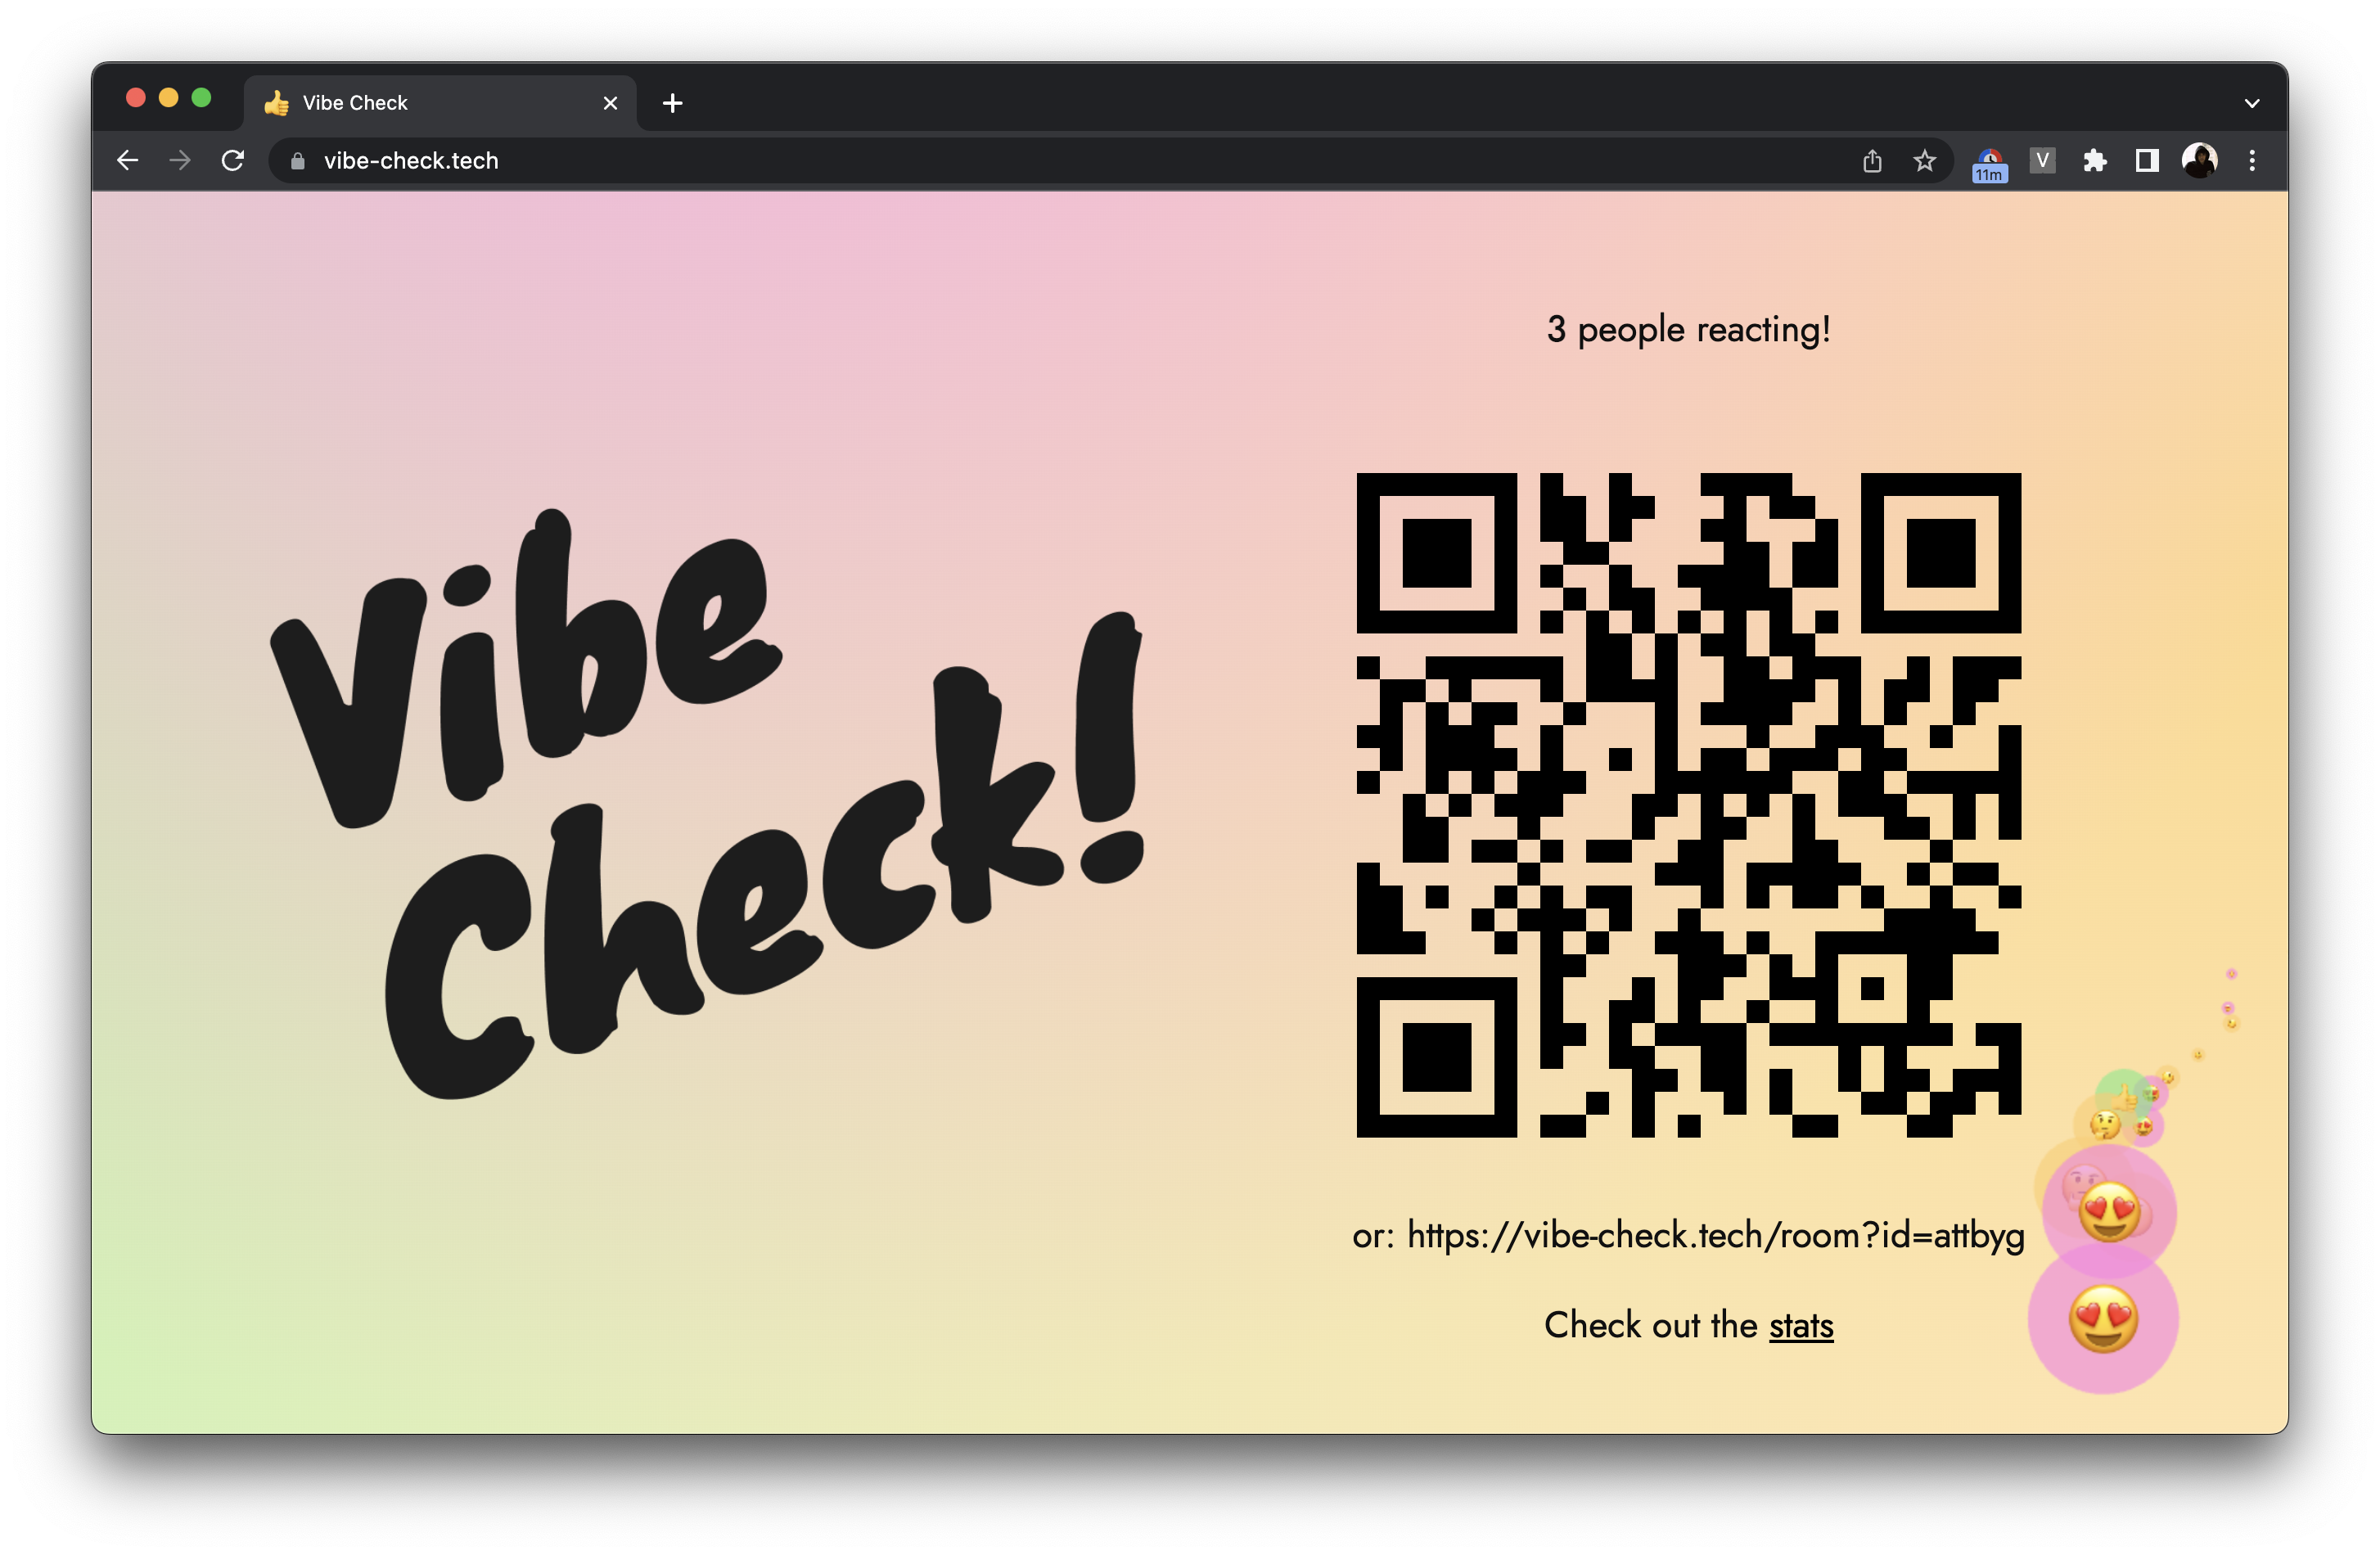 Vibe Check
vibe-check.tech
11m
V
3 people reacting!
Vibe
Check!
or: https://vibe-check.tech/room?id=attbyg
Check out the stats